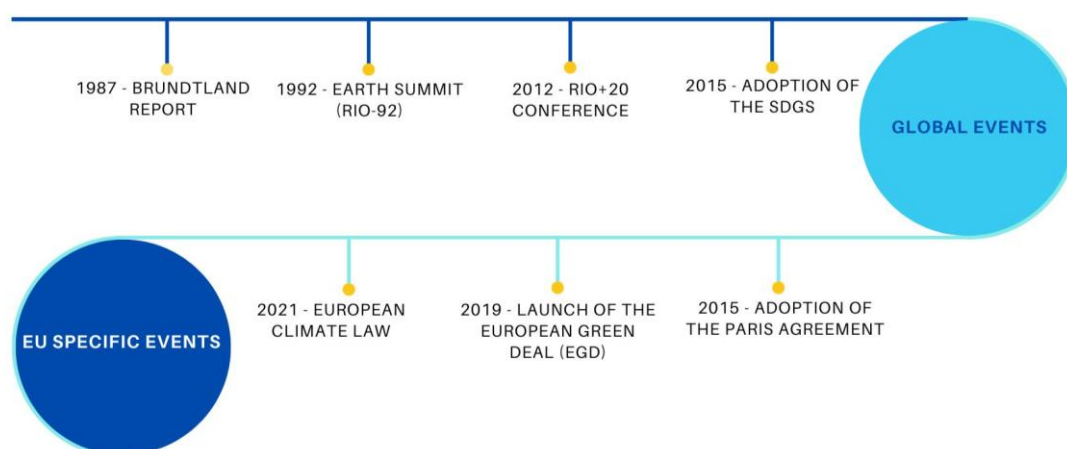 1987 - BRUNDTLAND
REPORT
1992 - EARTH SUMMIT
(RIO-92)
2012 - RIO+20
CONFERENCE
2015 - ADOPTION OF
THE SDGS
GLOBAL EVENTS
EU SPECIFIC EVENTS
2021 - EUROPEAN
CLIMATE LAW
2019 - LAUNCH OF THE
EUROPEAN GREEN
DEAL (EGD)
2015 - ADOPTION OF
THE PARIS AGREEMENT